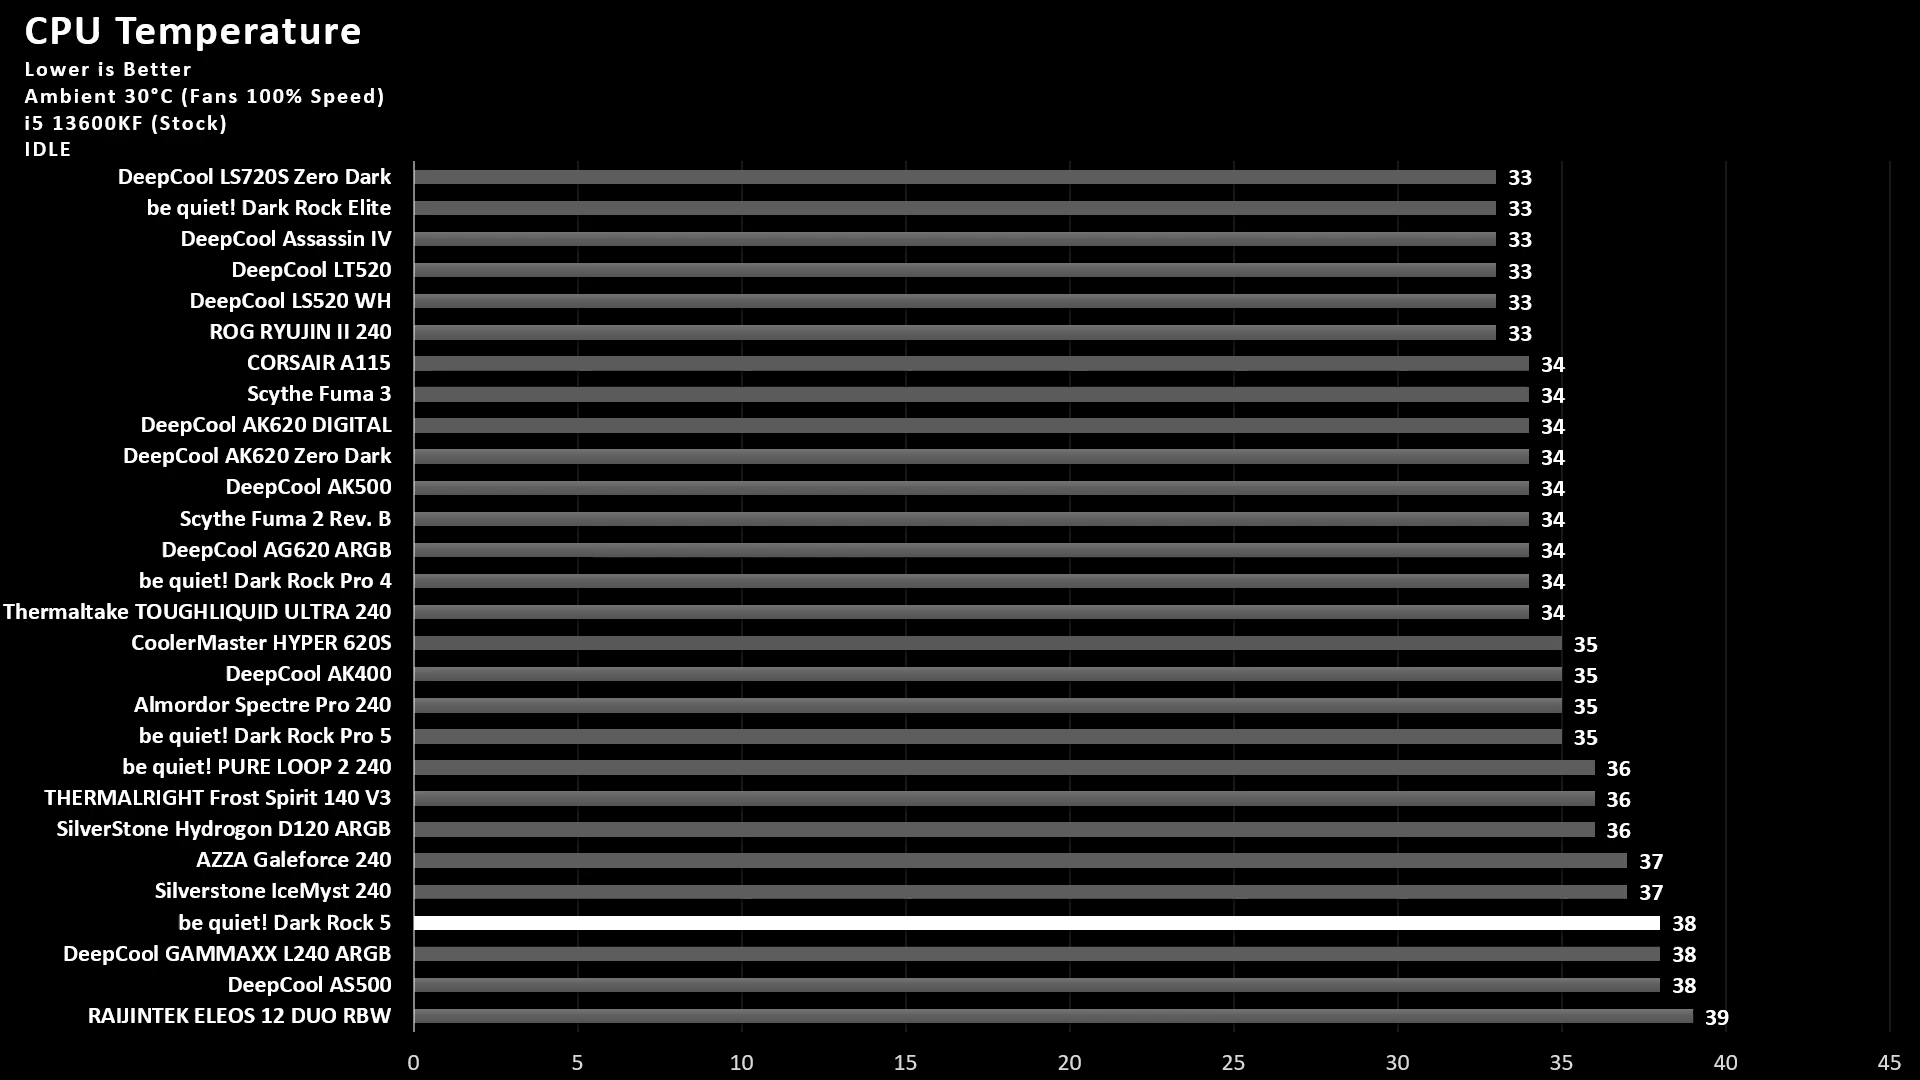 CPU Temperature
Lower is Better
Ambient 30°C (Fans 100% Speed)
i5 13600KF (Stock)
IDLE
DeepCool LS720S Zero Dark 33
be quiet! Dark Rock Elite 33
DeepCool Assassin IV 33
DeepCool LT520 33
DeepCool LS520 WH 33
ROG RYUJIN II 240 33
CORSAIR A115 34
Scythe Fuma 3 34
DeepCool AK620 DIGITAL 34
DeepCool AK620 Zero Dark 34
DeepCool AK500 34
Scythe Fuma 2 Rev. B 34
DeepCool AG620 ARGB 34
be quiet! Dark Rock Pro 4 34
Thermaltake TOUGHLIQUID ULTRA 240 34
CoolerMaster HYPER 620S 35
DeepCool AK400 35
Almordor Spectre Pro 240 35
be quiet! Dark Rock Pro 5 35
be quiet! PURE LOOP 2 240 36
THERMALRIGHT Frost Spirit 140 V3 36
SilverStone Hydrogon D120 ARGB 36
AZZA Galeforce 240 37
Silverstone IceMyst 240 37
be quiet! Dark Rock 5 38
DeepCool GAMMAXX L240 ARGB 38
DeepCool AS500 38
RAIJINTEK ELEOS 12 DUO RBW 39
0 5 10 15 20 25 30 35 40 45